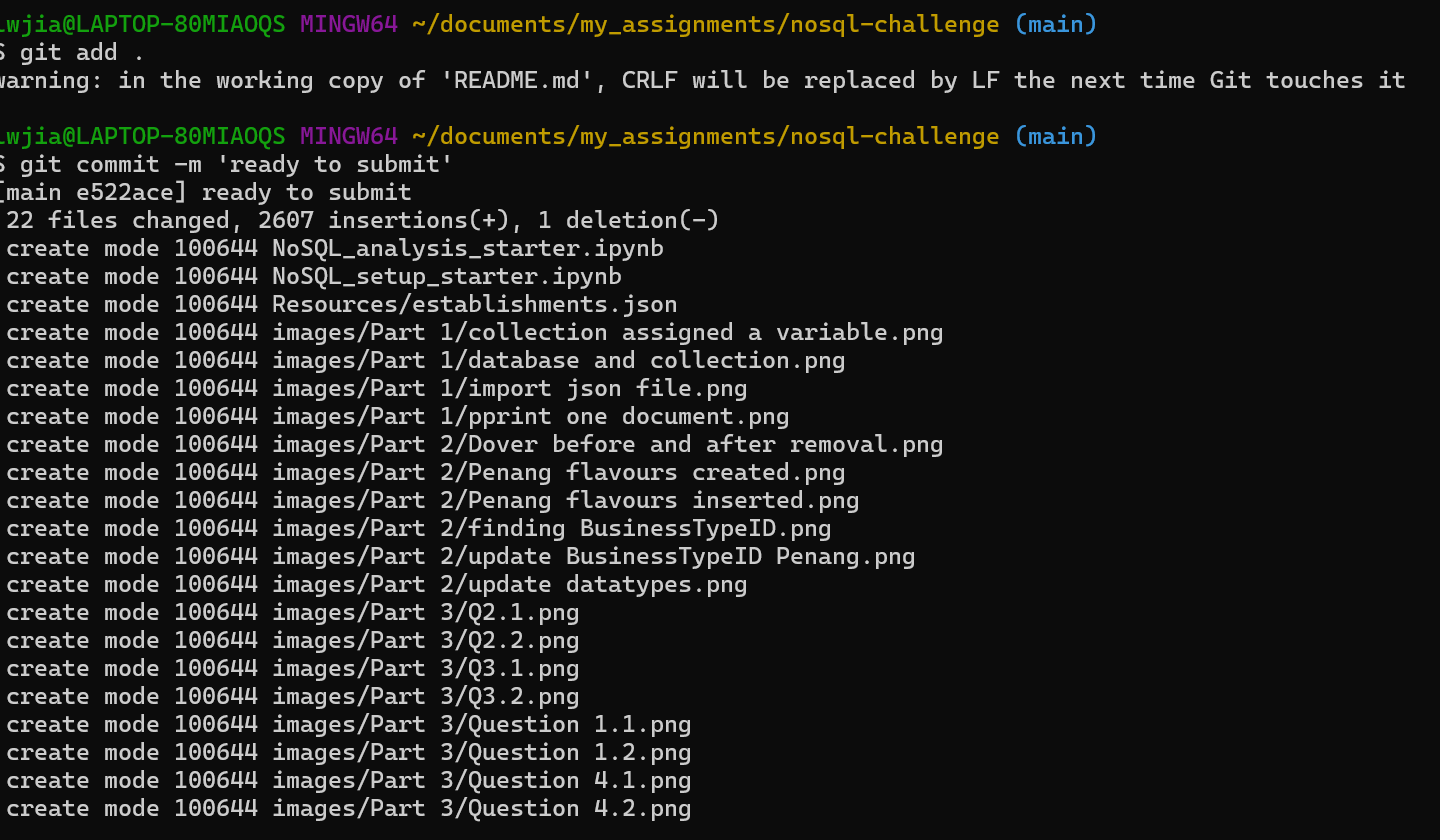 wjia@LAPTOP-80MIAOQS MINGW64 ~/documents/my_assignments/nosql-challenge (main)
$ git add .
warning: in the working copy of 'README.md', CRLF will be replaced by LF the next time Git touches it
wjia@LAPTOP-80MIAOQS MINGW64 ~/documents/my_assignments/nosql-challenge (main)
$ git commit -m 'ready to submit'
[main e522ace] ready to submit
22 files changed, 2607 insertions(+), 1 deletion(-)
create mode 100644 NoSQL_analysis_starter.ipynb
create mode 100644 NoSQL_setup_starter.ipynb
create mode 100644 Resources/establishments.json
create mode 100644 images/Part 1/collection assigned a variable.png
create mode 100644 images/Part 1/database and collection.png
create mode 100644 images/Part 1/import json file.png
create mode 100644 images/Part 1/pprint one document.png
create mode 100644 images/Part 2/Dover before and after removal.png
create mode 100644 images/Part 2/Penang flavours created.png
create mode 100644 images/Part 2/Penang flavours inserted.png
create mode 100644 images/Part 2/finding BusinessTypeID.png
create mode 100644 images/Part 2/update BusinessTypeID Penang.png
create mode 100644 images/Part 2/update datatypes.png
create mode 100644 images/Part 3/Q2.1.png
create mode 100644 images/Part 3/Q2.2.png
create mode 100644 images/Part 3/Q3.1.png
create mode 100644 images/Part 3/Q3.2.png
create mode 100644 images/Part 3/Question 1.1.png
create mode 100644 images/Part 3/Question 1.2.png
create mode 100644 images/Part 3/Question 4.1.png
create mode 100644 images/Part 3/Question 4.2.png